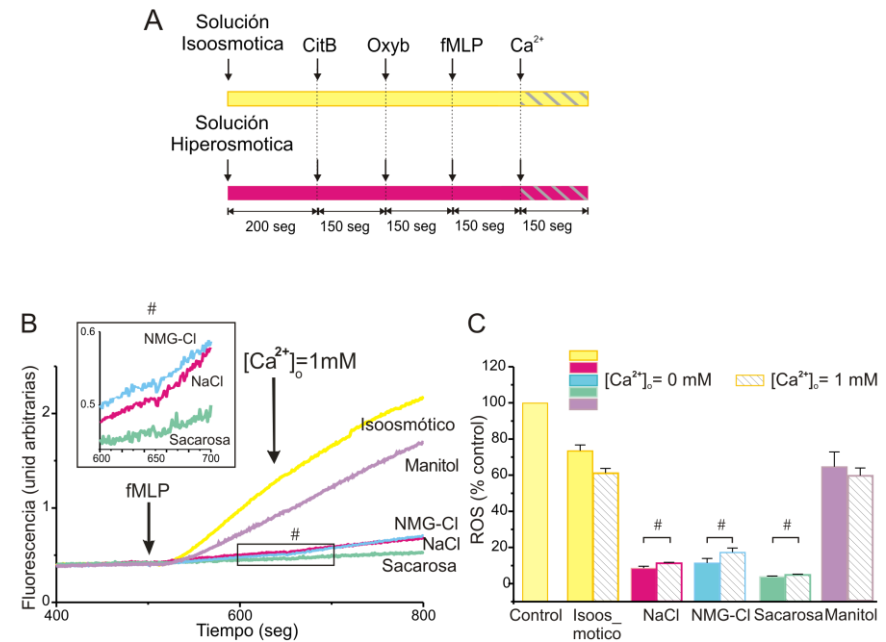 A
Solución
Isoosmotica
CitB
Oxyb
fMLP
Ca²⁺
Solución
Hiperosmotica
200 seg
150 seg
150 seg
150 seg
150 seg
B
#
0.6
0.5
600
650
700
NMG-Cl
NaCl
Sacarosa
[Ca²⁺]ₒ=1mM
fMLP
Isoosmótico
Manitol
NMG-Cl
NaCl
Sacarosa
#
Fluorescencia (unid arbitrarias)
2
1
0
400
600
800
Tiempo (seg)
C
[Ca²⁺]ₒ= 0 mM
[Ca²⁺]ₒ= 1 mM
ROS (% control)
120
100
80
60
40
20
0
#
#
#
Control
Isoos_
motico
NaCl
NMG-Cl
Sacarosa
Manitol